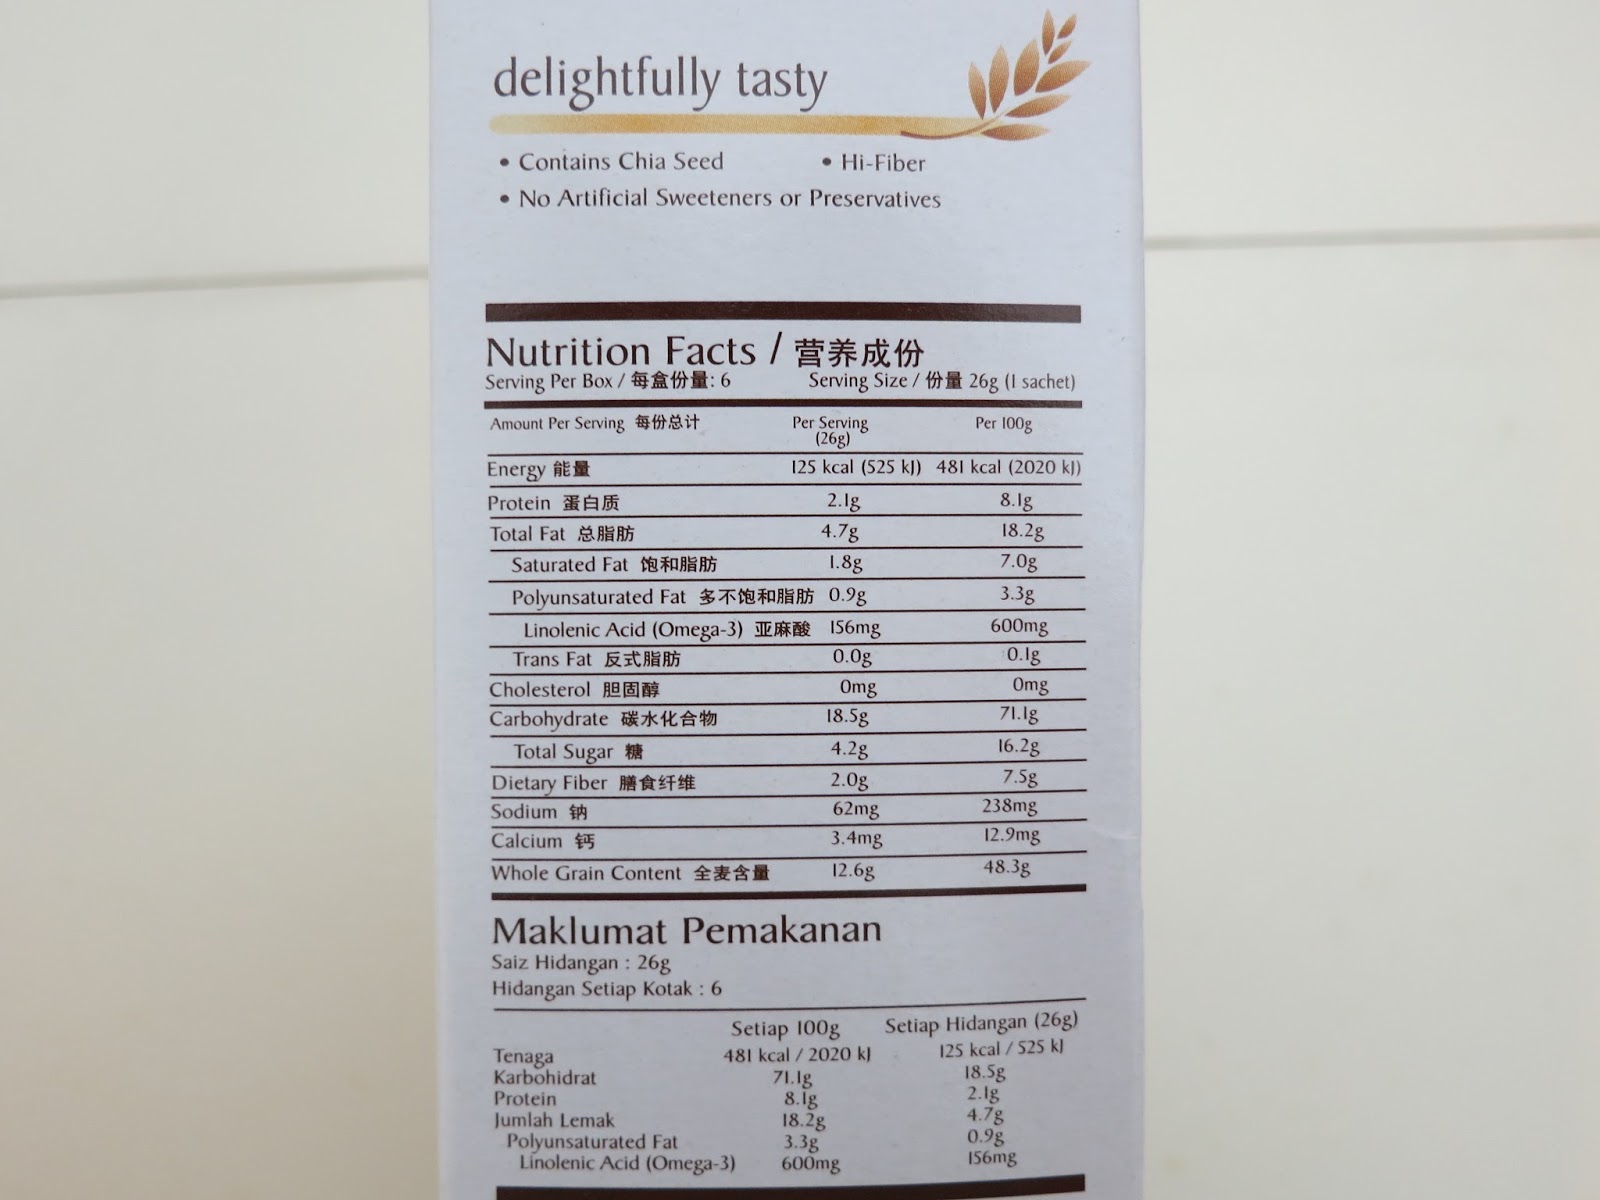 delightfully tasty
• Contains Chia Seed • Hi-Fiber
• No Artificial Sweeteners or Preservatives
Nutrition Facts / 营养成份
Serving Per Box / 每盒份量: 6 Serving Size / 份量 26g (1 sachet)
Amount Per Serving 每份总计 Per Serving (26g) Per 100g
Energy 能量 125 kcal (525 kJ) 481 kcal (2020 kJ)
Protein 蛋白质 2.1g 8.1g
Total Fat 总脂肪 4.7g 18.2g
Saturated Fat 饱和脂肪 1.8g 7.0g
Polyunsaturated Fat 多不饱和脂肪 0.9g 3.3g
Linolenic Acid (Omega-3) 亚麻酸 156mg 600mg
Trans Fat 反式脂肪 0.0g 0.1g
Cholesterol 胆固醇 0mg 0mg
Carbohydrate 碳水化合物 18.5g 71.1g
Total Sugar 糖 4.2g 16.2g
Dietary Fiber 膳食纤维 2.0g 7.5g
Sodium 钠 62mg 238mg
Calcium 钙 3.4mg 12.9mg
Whole Grain Content 全麦含量 12.6g 48.3g
Maklumat Pemakanan
Saiz Hidangan : 26g
Hidangan Setiap Kotak : 6
Setiap 100g Setiap Hidangan (26g)
Tenaga 481 kcal / 2020 kJ 125 kcal / 525 kJ
Karbohidrat 71.1g 18.5g
Protein 8.1g 2.1g
Jumlah Lemak 18.2g 4.7g
Polyunsaturated Fat 3.3g 0.9g
Linolenic Acid (Omega-3) 600mg 156mg